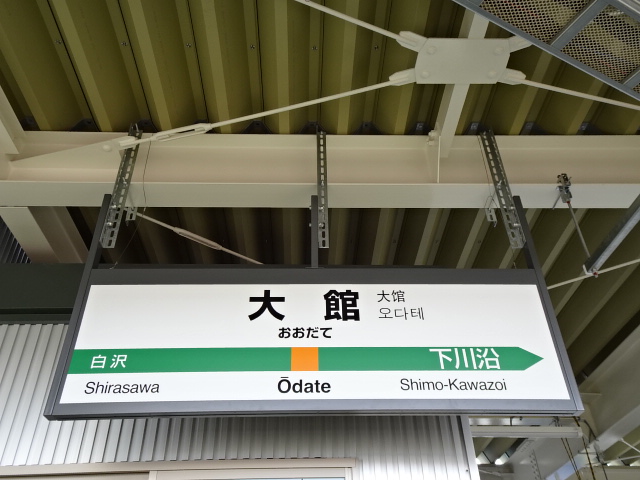 大館
大馆
오다테
おおだて
白沢
下川沿
Shirasawa
Ōdate
Shimo-Kawazoi